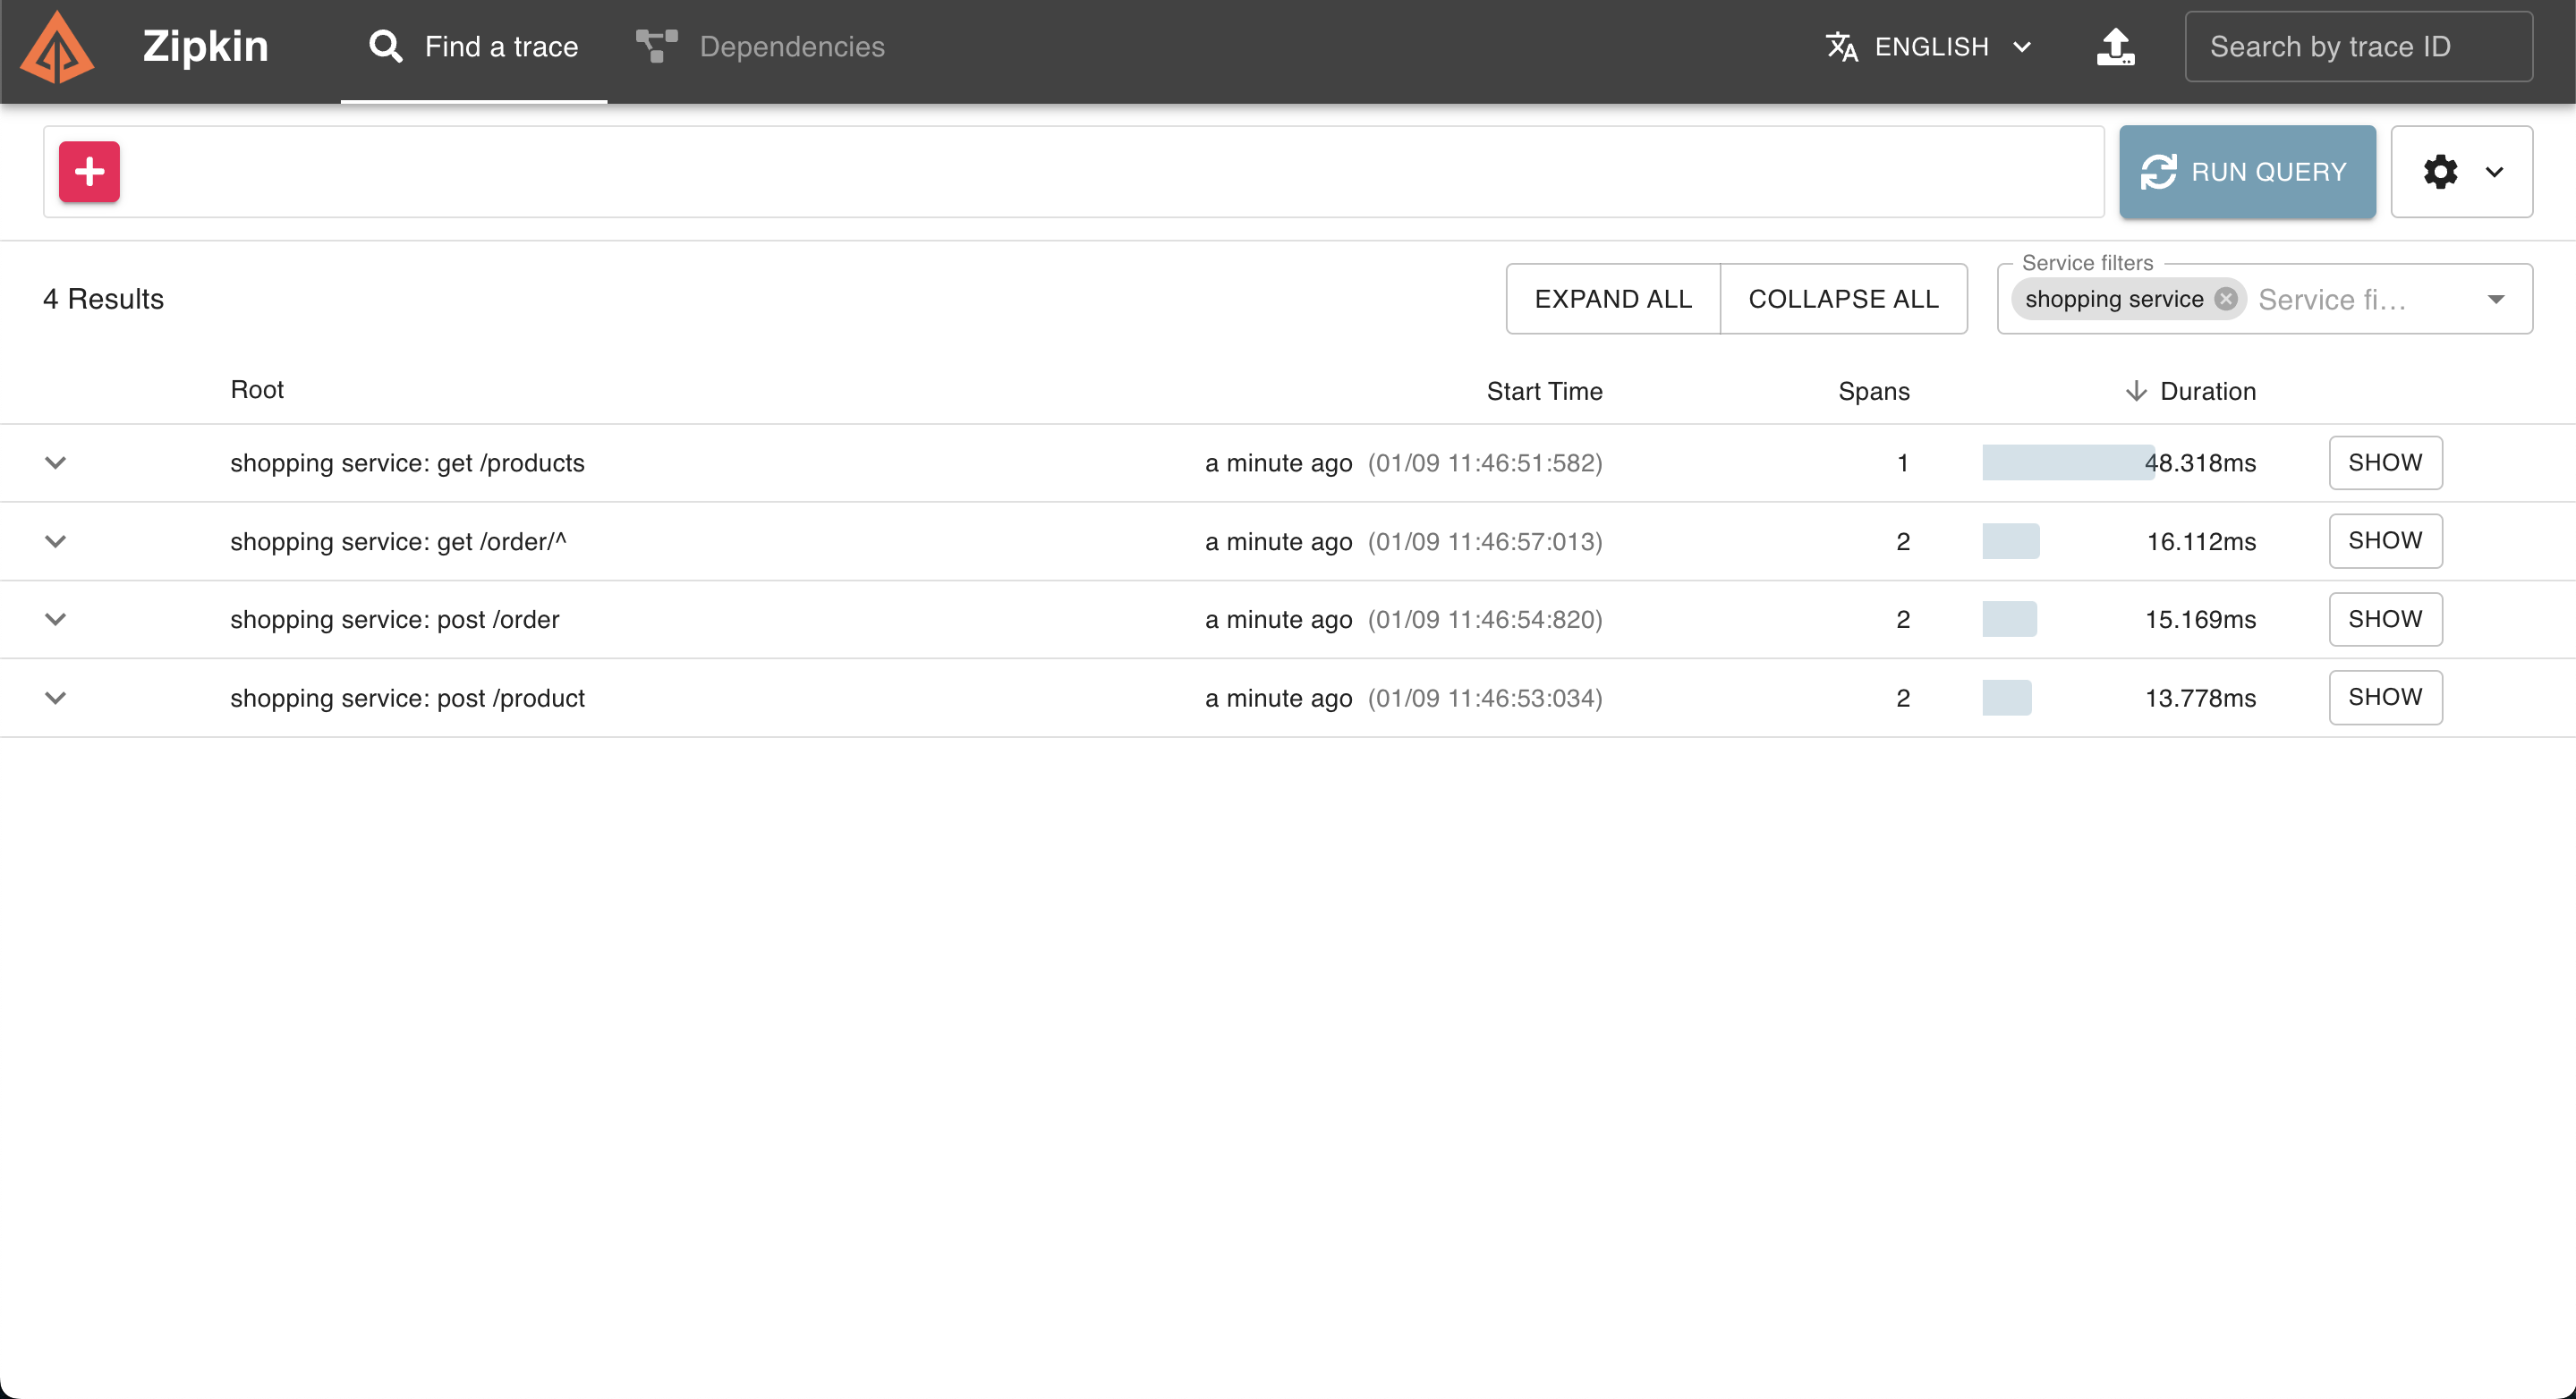 Zipkin Find a trace Dependencies ENGLISH Search by trace ID
RUN QUERY
4 Results EXPAND ALL COLLAPSE ALL Service filters shopping service Service fi…
Root Start Time Spans Duration
shopping service: get /products a minute ago (01/09 11:46:51:582) 1 48.318ms SHOW
shopping service: get /order/^ a minute ago (01/09 11:46:57:013) 2 16.112ms SHOW
shopping service: post /order a minute ago (01/09 11:46:54:820) 2 15.169ms SHOW
shopping service: post /product a minute ago (01/09 11:46:53:034) 2 13.778ms SHOW